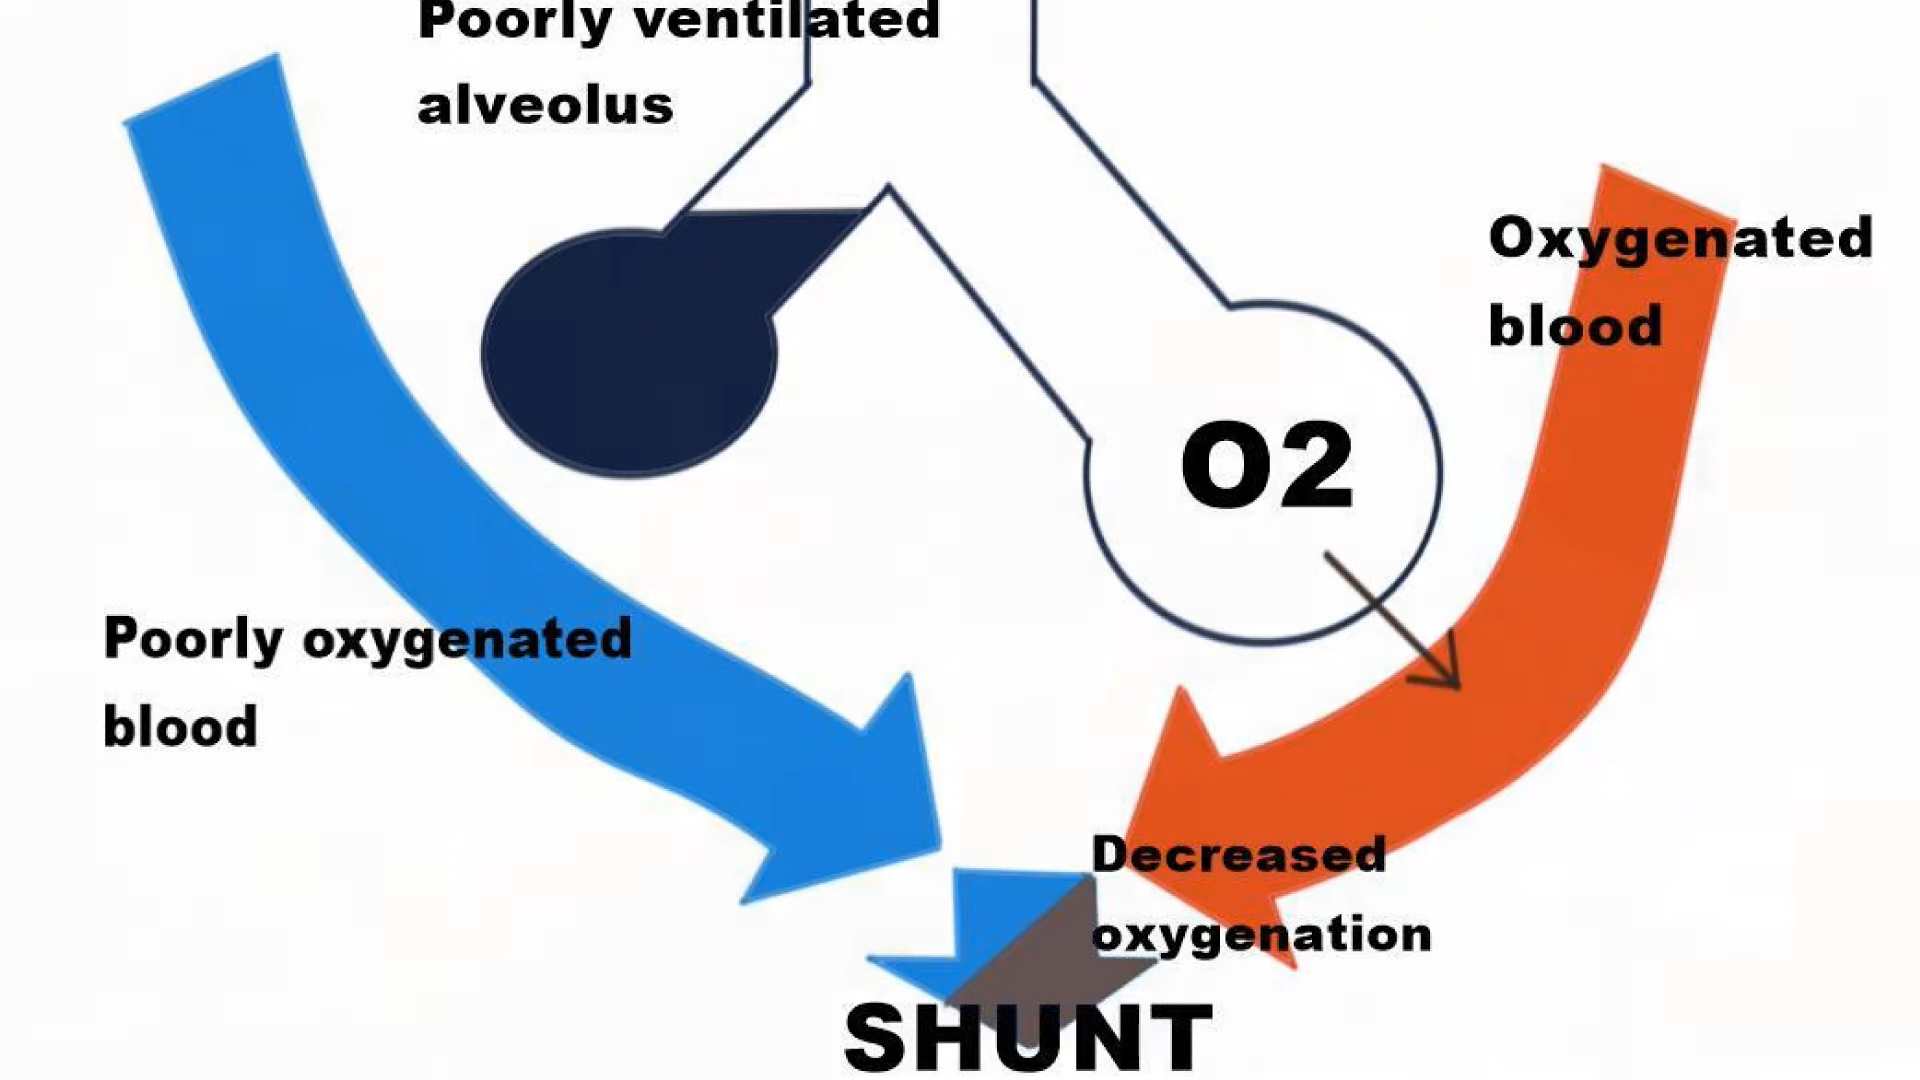 Poorly ventilated
alveolus
Oxygenated
blood
O2
Poorly oxygenated
blood
Decreased
oxygenation
SHUNT